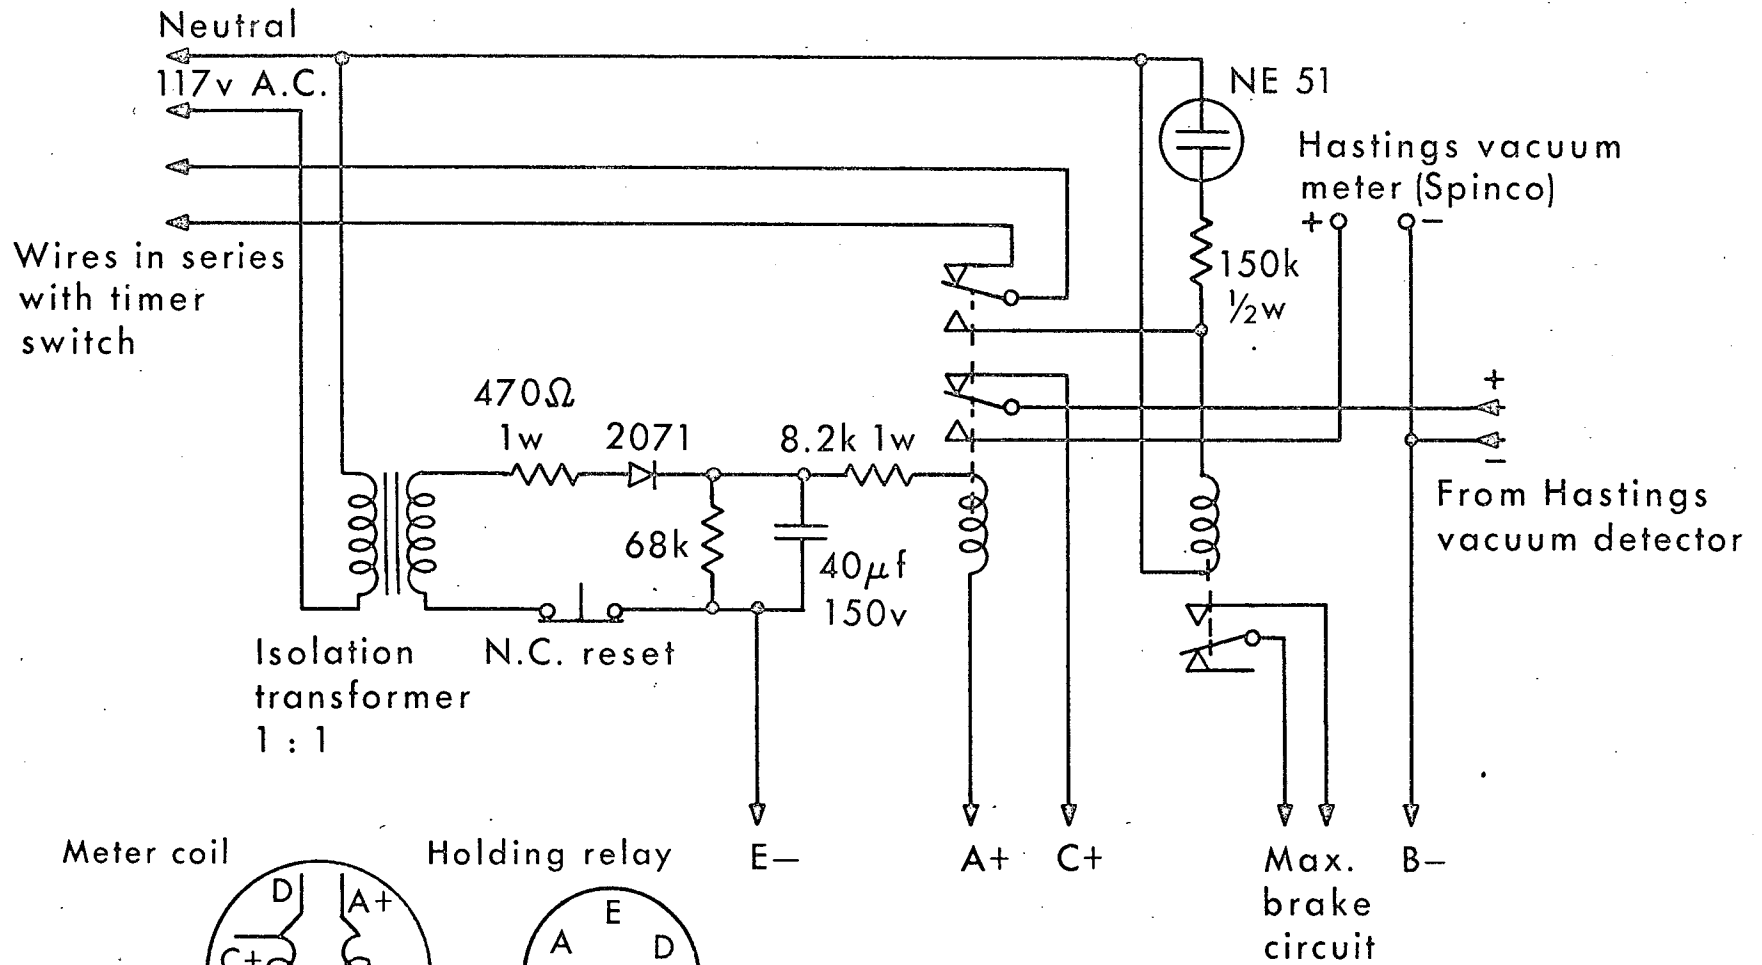 Neutral
117v A.C.
NE 51
Hastings vacuum
meter (Spinco)
+ −
Wires in series
with timer
switch
150k
½w
470Ω
1w
2071
8.2k 1w
+
−
From Hastings
vacuum detector
68k
40μf
150v
Isolation
transformer
1 : 1
N.C. reset
E−
A+
C+
Max.
brake
circuit
B−
Meter coil
D
A+
C+
Holding relay
E
A
D